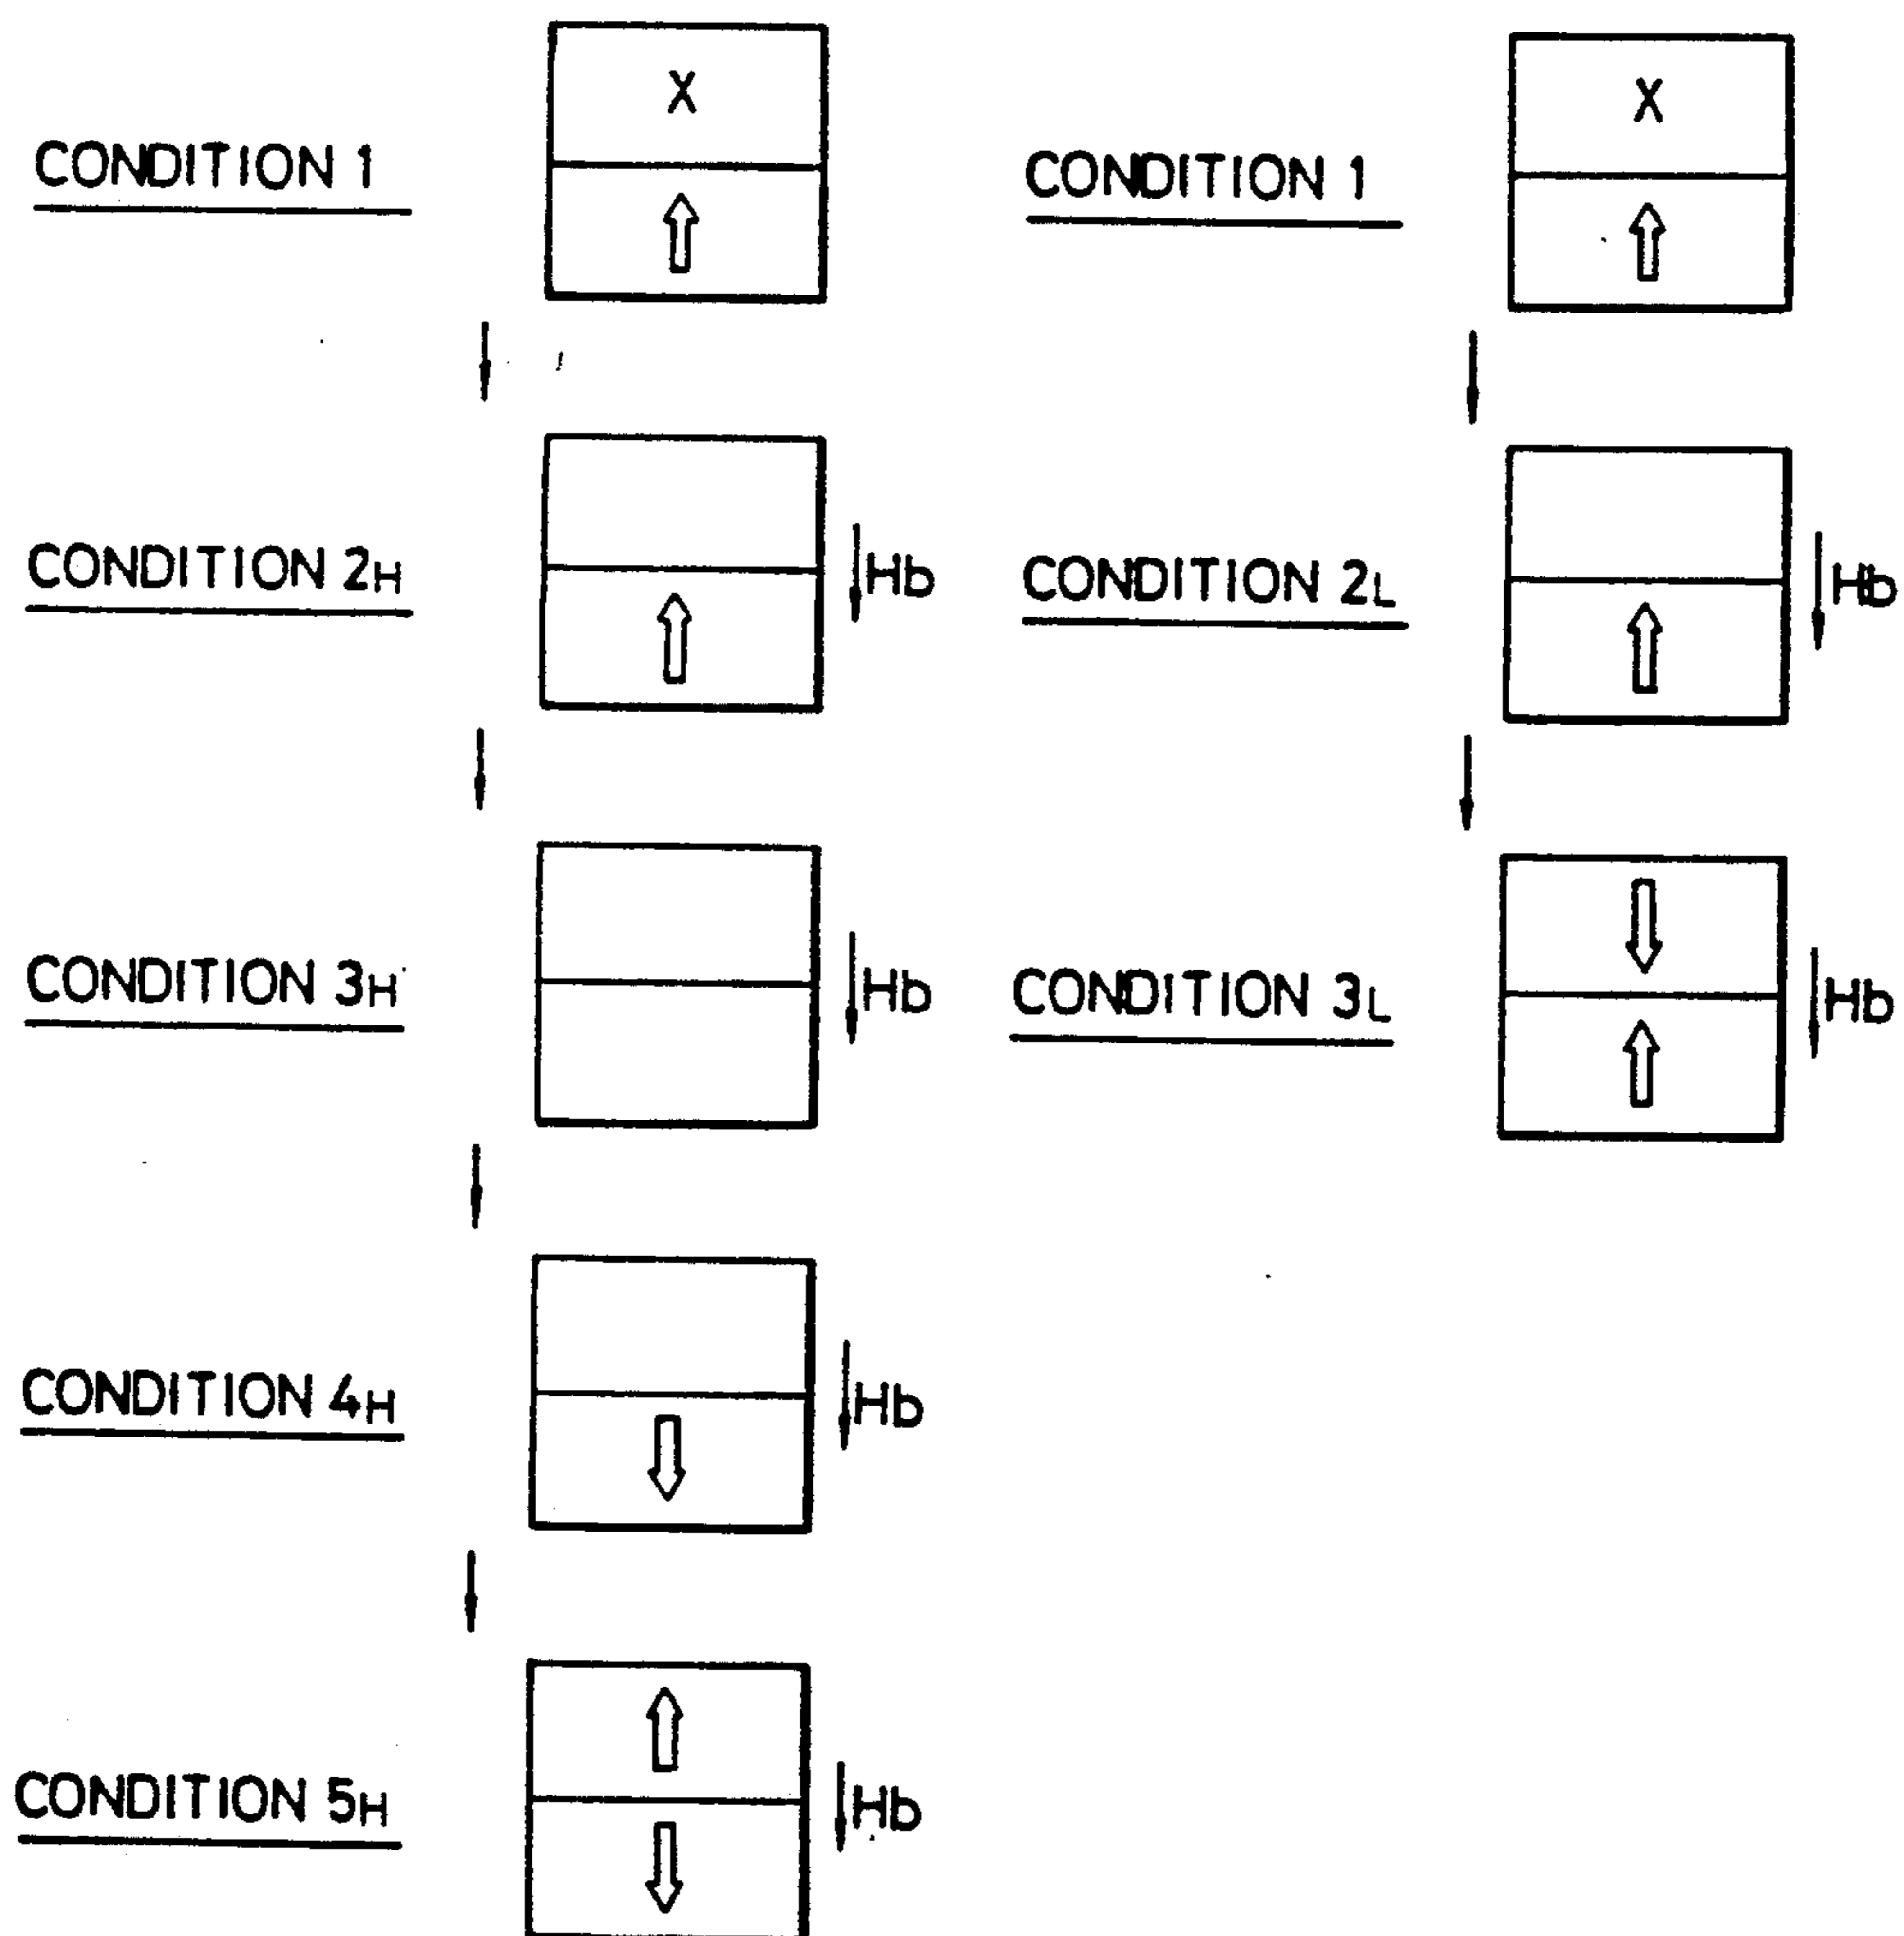 X
CONDITION 1
CONDITION 2H
Hb
CONDITION 3H
Hb
CONDITION 4H
Hb
CONDITION 5H
Hb
X
CONDITION 1
CONDITION 2L
Hb
CONDITION 3L
Hb